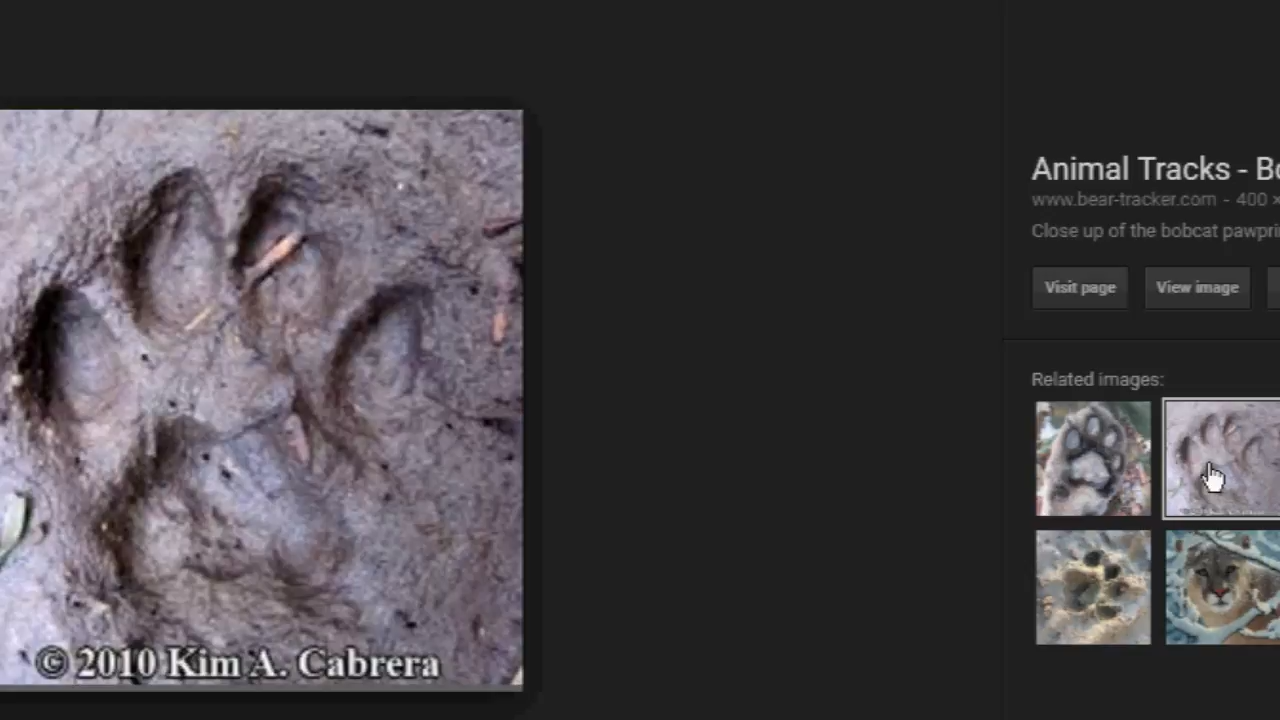 Animal Tracks - Bo
www.bear-tracker.com - 400 ×
Close up of the bobcat pawpri
Visit page
View image
Related images:
© 2010 Kim A. Cabrera